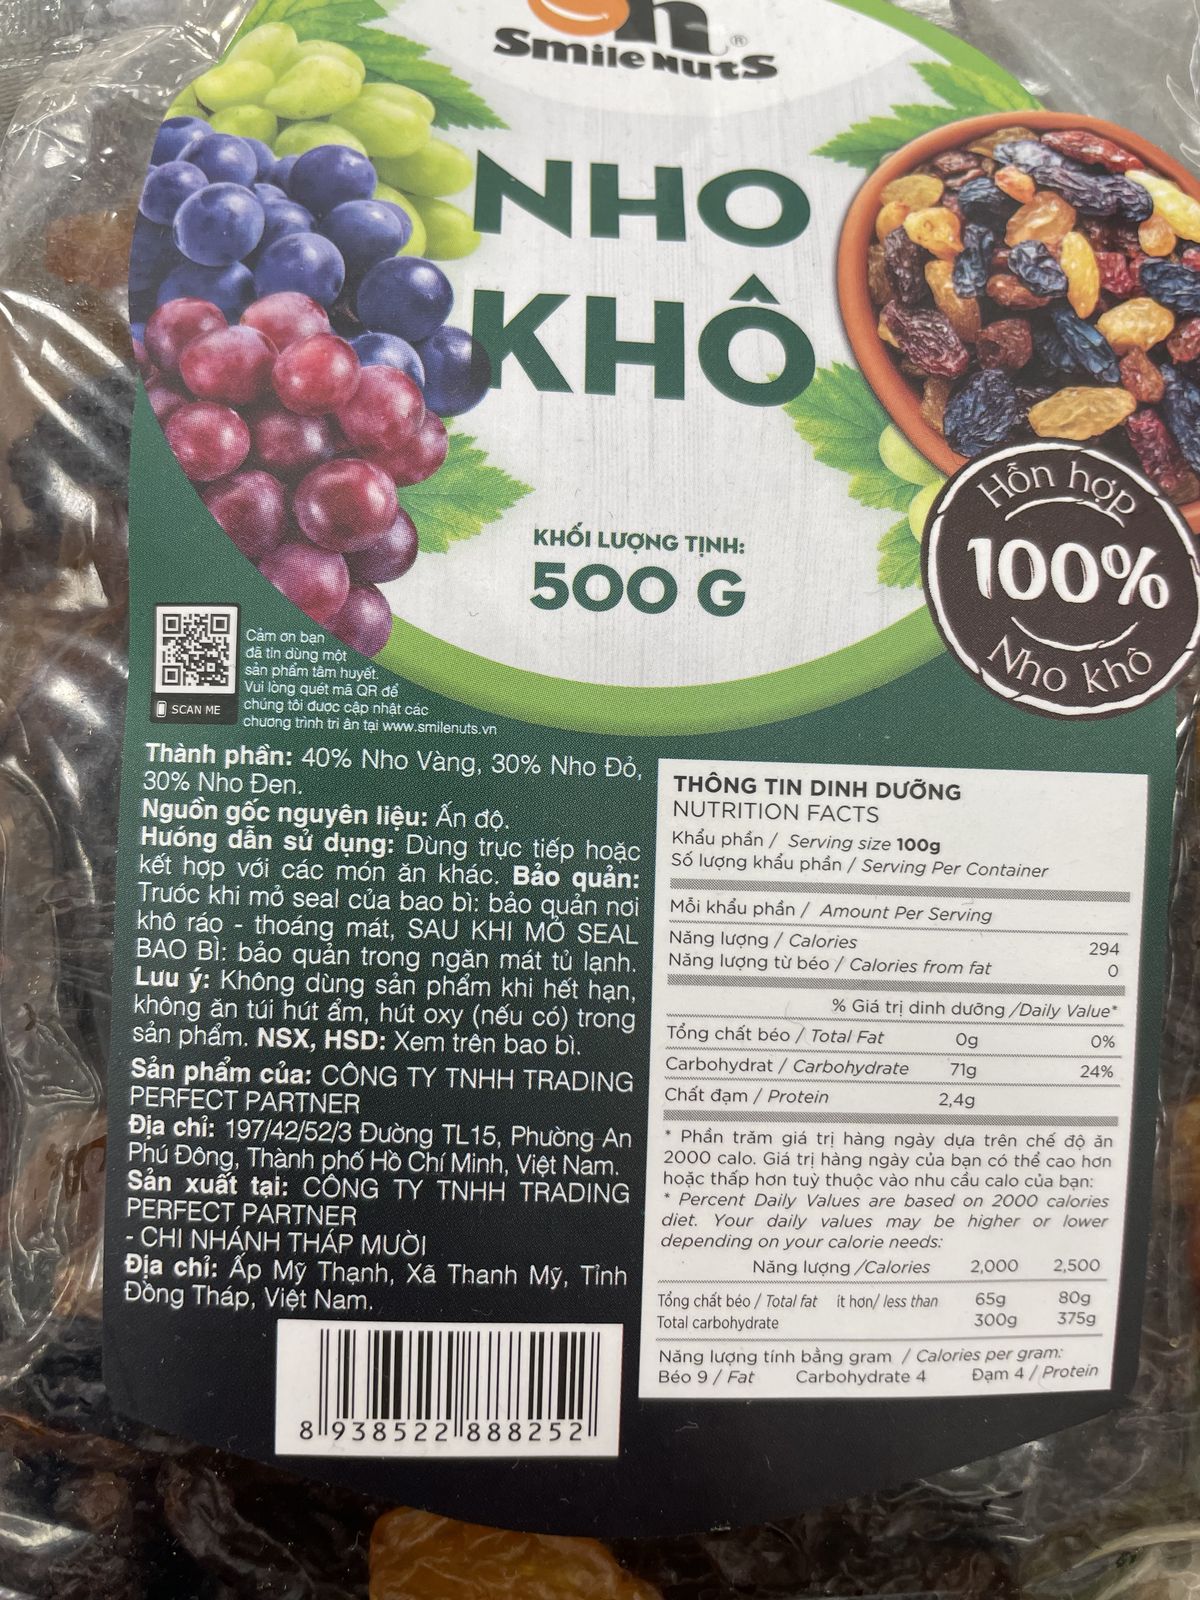 Smile Nuts®
NHO
KHÔ
KHỐI LƯỢNG TỊNH:
500 G
Hỗn hợp
100%
Nho khô
Cảm ơn bạn
đã tin dùng một
sản phẩm tâm huyết.
Vui lòng quét mã QR để
chúng tôi được cập nhật các
chương trình tri ân tại www.smilenuts.vn
SCAN ME
Thành phần: 40% Nho Vàng, 30% Nho Đỏ,
30% Nho Đen.
Nguồn gốc nguyên liệu: Ấn độ.
Hướng dẫn sử dụng: Dùng trực tiếp hoặc
kết hợp với các món ăn khác. Bảo quản:
Trước khi mở seal của bao bì: bảo quản nơi
khô ráo - thoáng mát, SAU KHI MỞ SEAL
BAO BÌ: bảo quản trong ngăn mát tủ lạnh.
Lưu ý: Không dùng sản phẩm khi hết hạn,
không ăn túi hút ẩm, hút oxy (nếu có) trong
sản phẩm. NSX, HSD: Xem trên bao bì.
Sản phẩm của: CÔNG TY TNHH TRADING
PERFECT PARTNER
Địa chỉ: 197/42/52/3 Đường TL15, Phường An
Phú Đông, Thành phố Hồ Chí Minh, Việt Nam.
Sản xuất tại: CÔNG TY TNHH TRADING
PERFECT PARTNER
- CHI NHÁNH THÁP MƯỜI
Địa chỉ: Ấp Mỹ Thạnh, Xã Thanh Mỹ, Tỉnh
Đồng Tháp, Việt Nam.
8 938522 888252
THÔNG TIN DINH DƯỠNG
NUTRITION FACTS
Khẩu phần / Serving size 100g
Số lượng khẩu phần / Serving Per Container
Mỗi khẩu phần / Amount Per Serving
Năng lượng / Calories 294
Năng lượng từ béo / Calories from fat 0
% Giá trị dinh dưỡng /Daily Value*
Tổng chất béo / Total Fat 0g 0%
Carbohydrat / Carbohydrate 71g 24%
Chất đạm / Protein 2,4g
* Phần trăm giá trị hàng ngày dựa trên chế độ ăn
2000 calo. Giá trị hàng ngày của bạn có thể cao hơn
hoặc thấp hơn tuỳ thuộc vào nhu cầu calo của bạn:
* Percent Daily Values are based on 2000 calories
diet. Your daily values may be higher or lower
depending on your calorie needs:
Năng lượng /Calories 2,000 2,500
Tổng chất béo / Total fat ít hơn/ less than 65g 80g
Total carbohydrate 300g 375g
Năng lượng tính bằng gram / Calories per gram:
Béo 9 / Fat Carbohydrate 4 Đạm 4 / Protein